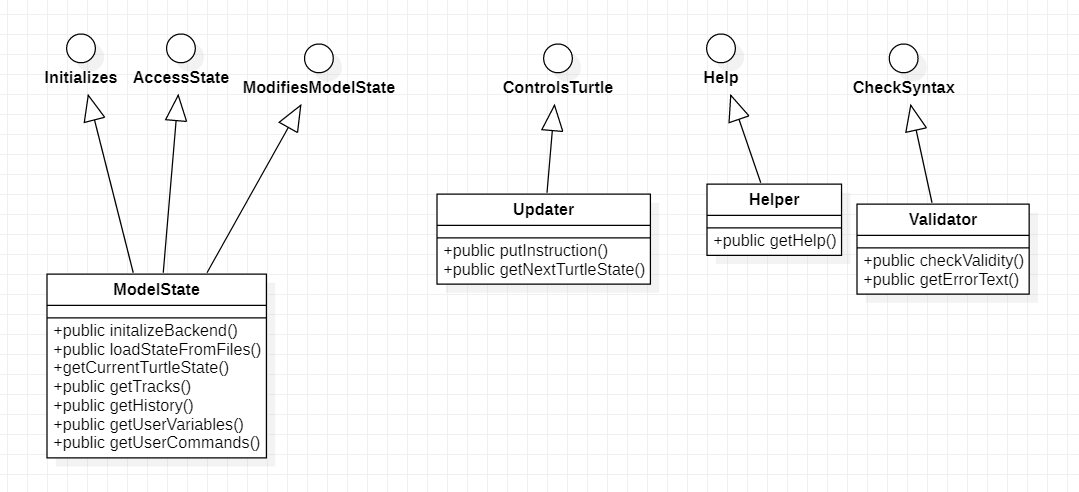 Initializes
AccessState
ModifiesModelState
ControlsTurtle
Help
CheckSyntax
ModelState
+public initalizeBackend()
+public loadStateFromFiles()
+getCurrentTurtleState()
+public getTracks()
+public getHistory()
+public getUserVariables()
+public getUserCommands()
Updater
+public putInstruction()
+public getNextTurtleState()
Helper
+public getHelp()
Validator
+public checkValidity()
+public getErrorText()